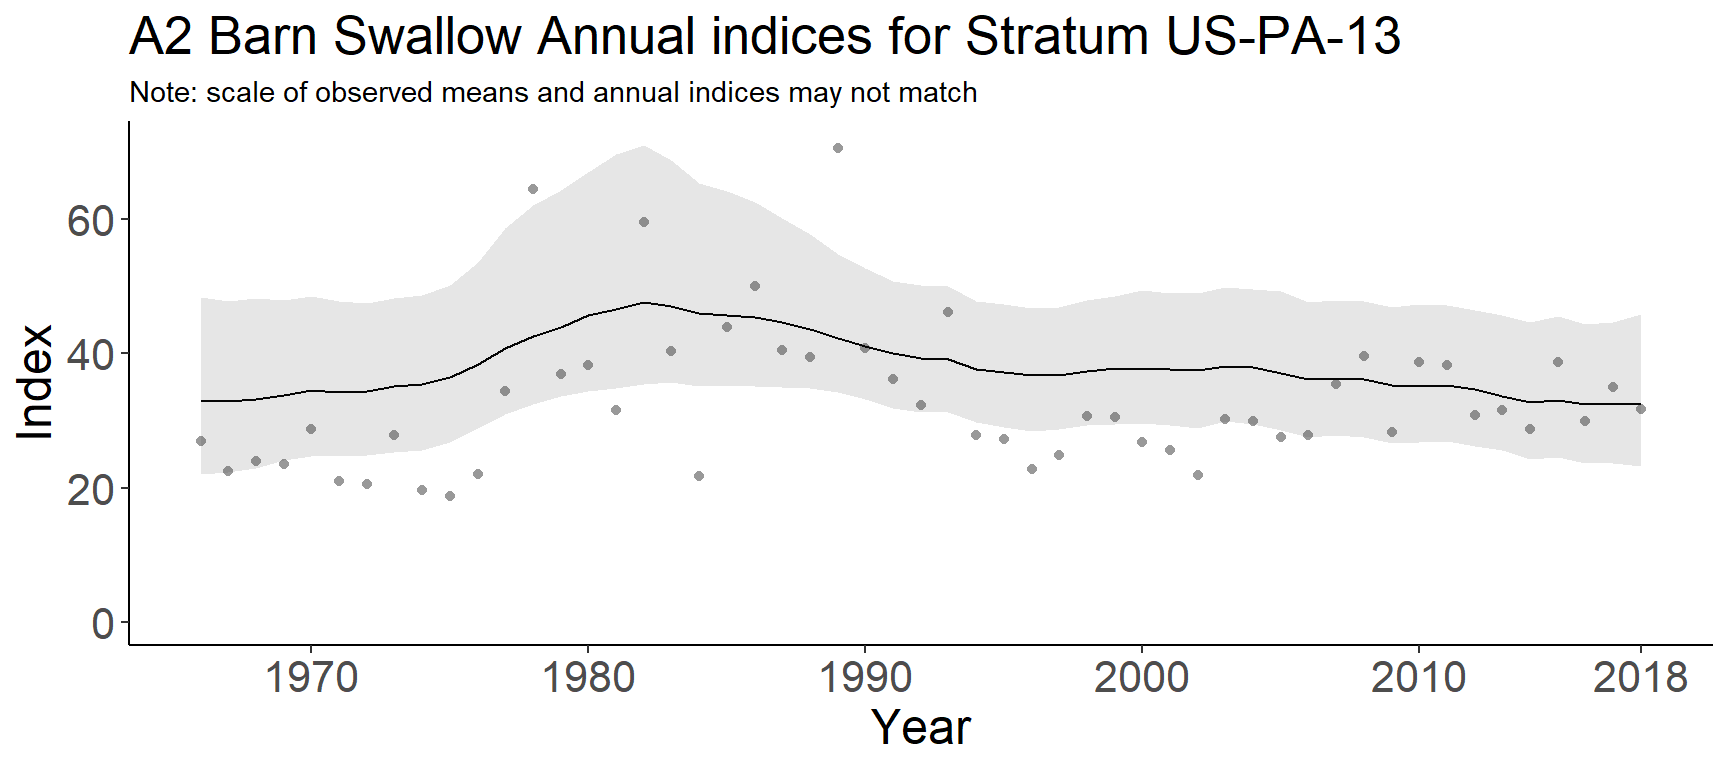 A2 Barn Swallow Annual indices for Stratum US-PA-13
Note: scale of observed means and annual indices may not match
Index
60
40
20
0
1970 1980 1990 2000 2010 2018
Year